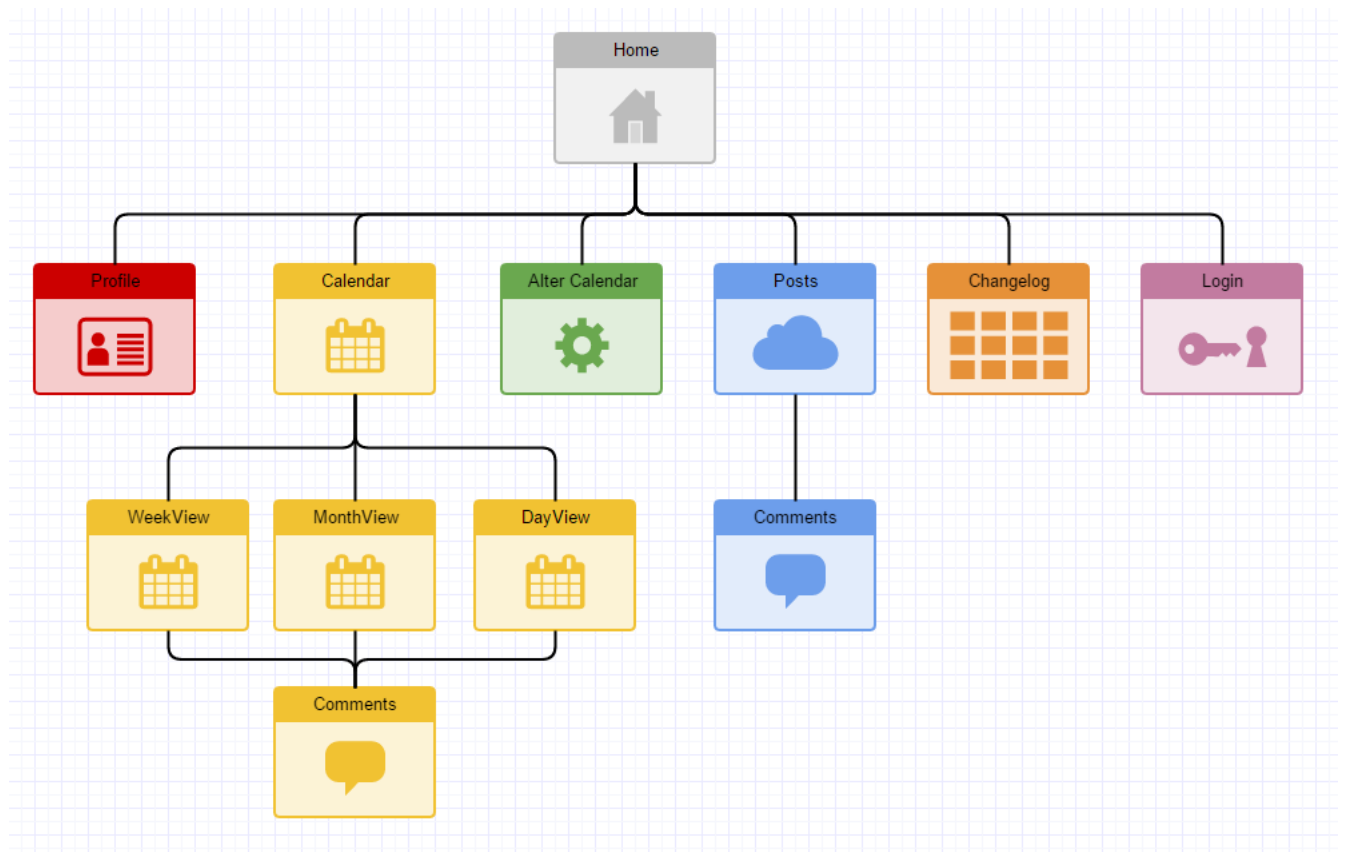 Home
Profile
Calendar
Alter Calendar
Posts
Changelog
Login
WeekView
MonthView
DayView
Comments
Comments